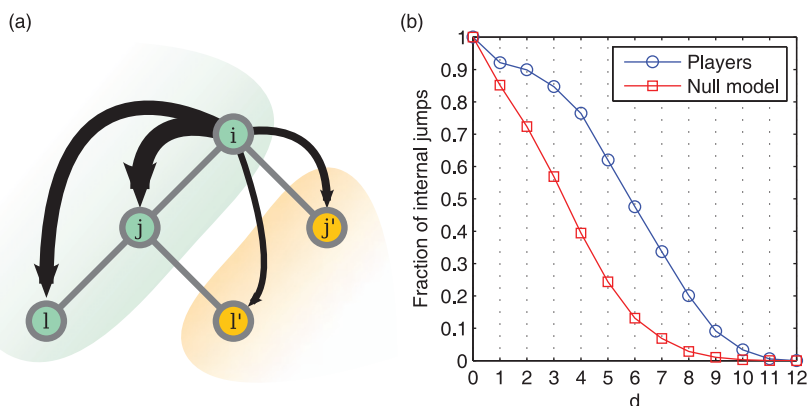 (a)
i
j
j'
l
l'
(b)
Fraction of internal jumps
1
0.9
0.8
0.7
0.6
0.5
0.4
0.3
0.2
0.1
0
Players
Null model
0 1 2 3 4 5 6 7 8 9 10 11 12
d